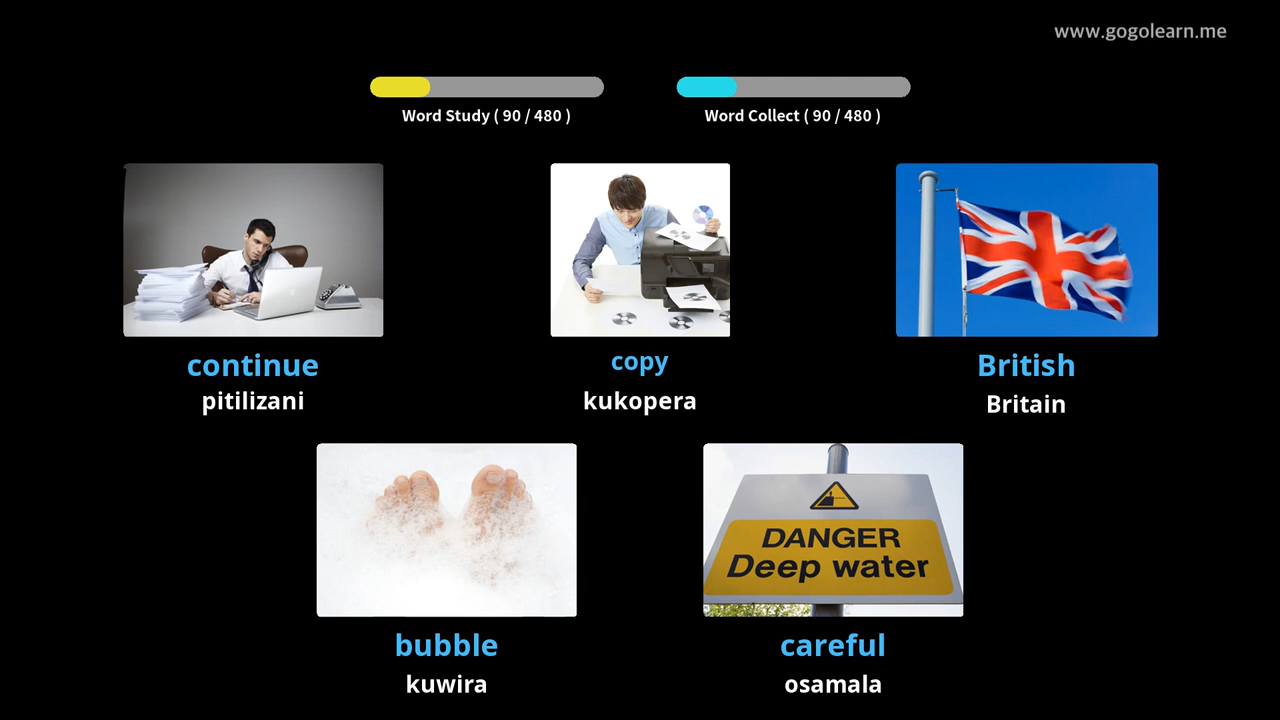 www.gogolearn.me
Word Study ( 90 / 480 )
Word Collect ( 90 / 480 )
continue
pitilizani
copy
kukopera
British
Britain
DANGER
Deep water
bubble
kuwira
careful
osamala